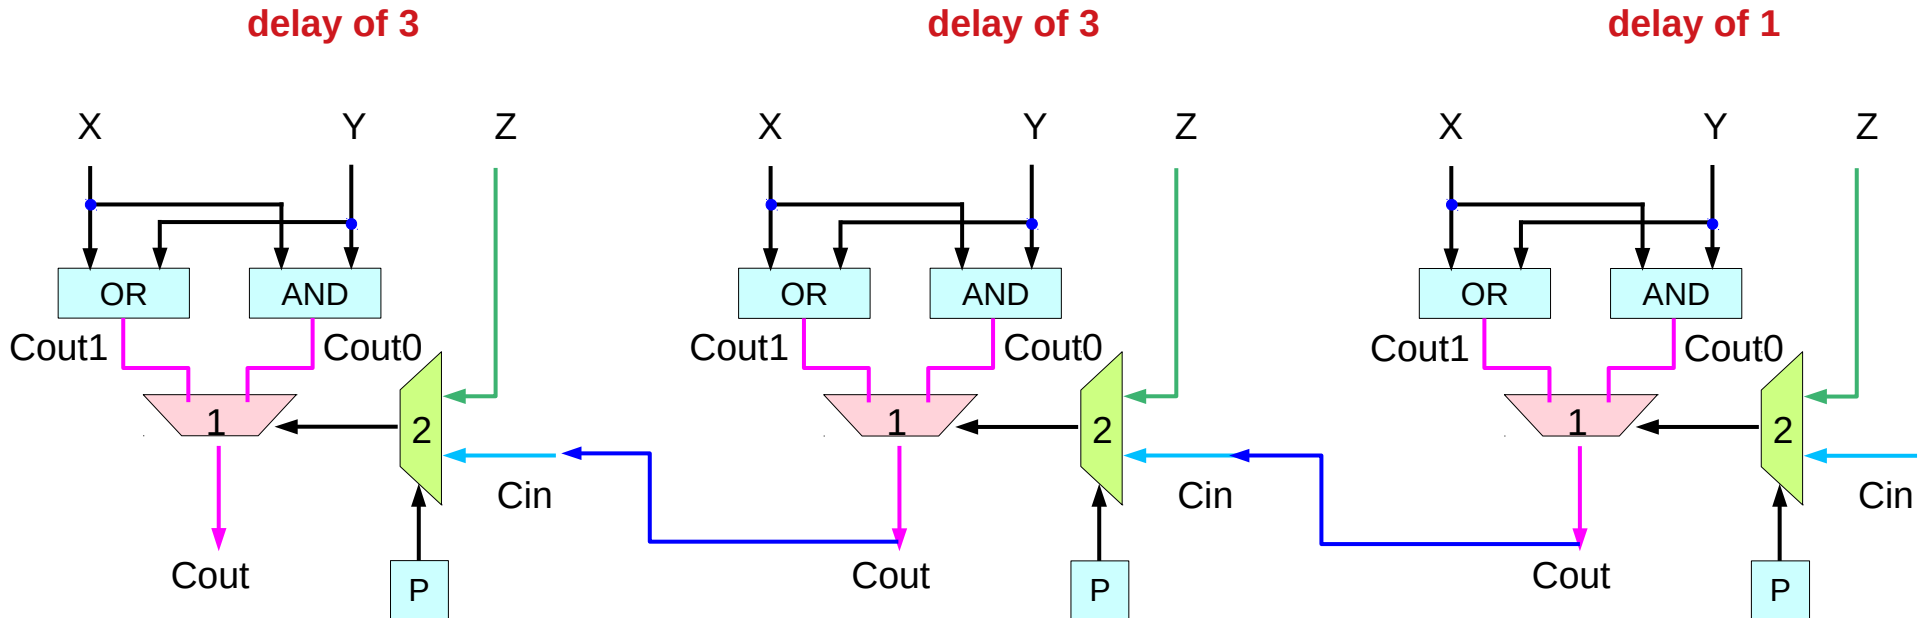 delay of 3 delay of 3 delay of 1
X Y Z X Y Z X Y Z
OR AND OR AND OR AND
Cout1 Cout0 Cout1 Cout0 Cout1 Cout0
1 2 1 2 1 2
Cin Cin Cin
Cout Cout Cout
P P P